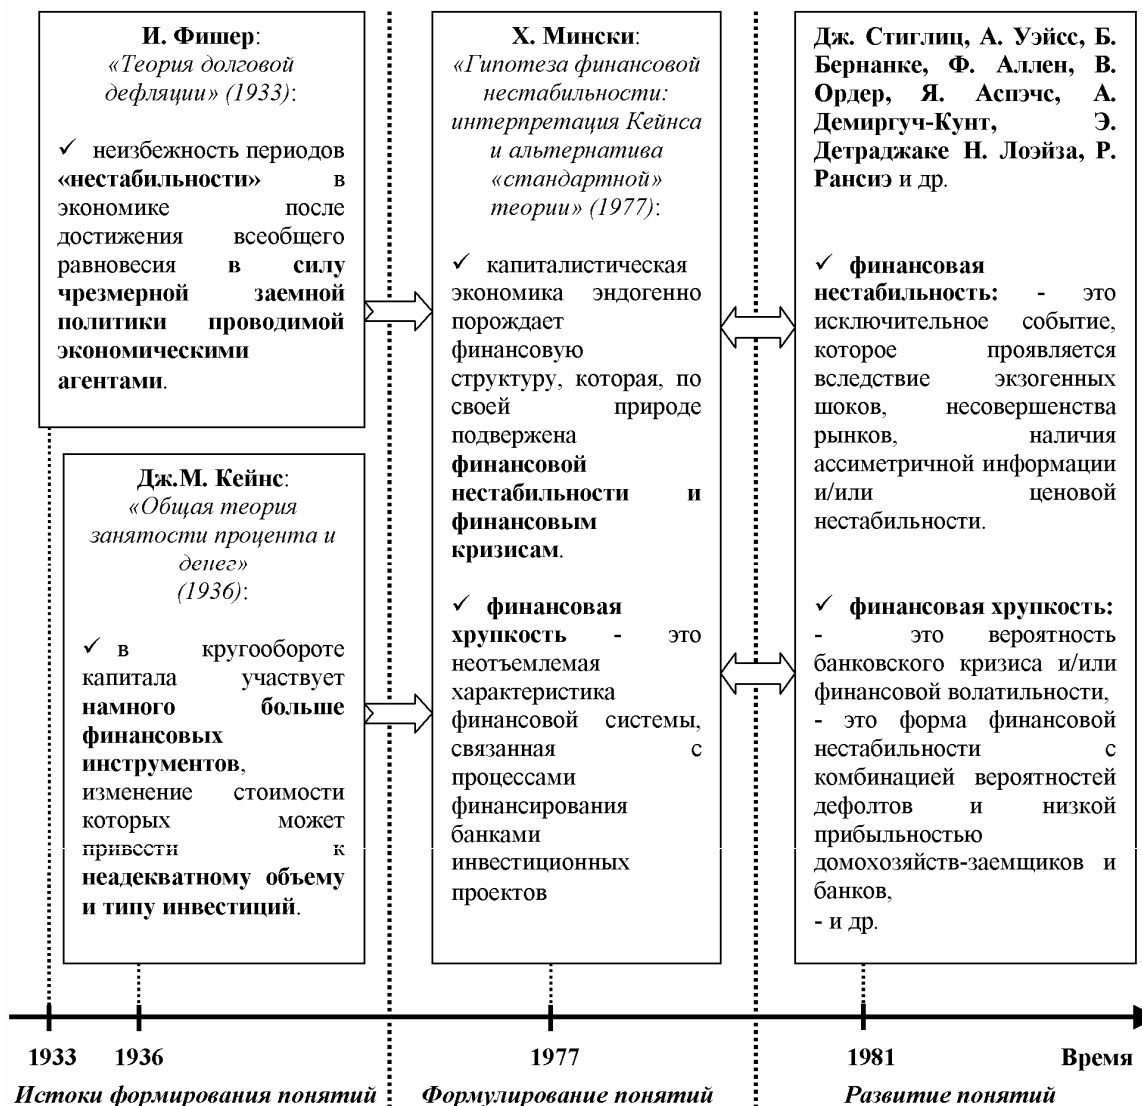 И. Фишер:
«Теория долговой
дефляции» (1933):
✓ неизбежность периодов
«нестабильности» в
экономике после
достижения всеобщего
равновесия в силу
чрезмерной заемной
политики проводимой
экономическими
агентами.
Дж.М. Кейнс:
«Общая теория
занятости процента и
денег»
(1936):
✓ в кругообороте
капитала участвует
намного больше
финансовых
инструментов,
изменение стоимости
которых может
привести к
неадекватному объему
и типу инвестиций.
Х. Мински:
«Гипотеза финансовой
нестабильности:
интерпретация Кейнса
и альтернатива
«стандартной»
теории» (1977):
✓ капиталистическая
экономика эндогенно
порождает
финансовую
структуру, которая, по
своей природе
подвержена
финансовой
нестабильности и
финансовым
кризисам.
✓ финансовая
хрупкость - это
неотъемлемая
характеристика
финансовой системы,
связанная с
процессами
финансирования
банками
инвестиционных
проектов
Дж. Стиглиц, А. Уэйсс, Б.
Бернанке, Ф. Аллен, В.
Ордер, Я. Аспэчс, А.
Демиргуч-Кунт, Э.
Детраджаке Н. Лоэйза, Р.
Рансиэ и др.
✓ финансовая
нестабильность: - это
исключительное событие,
которое проявляется
вследствие экзогенных
шоков, несовершенства
рынков, наличия
ассиметричной информации
и/или ценовой
нестабильности.
✓ финансовая хрупкость:
- это вероятность
банковского кризиса и/или
финансовой волатильности,
- это форма финансовой
нестабильности с
комбинацией вероятностей
дефолтов и низкой
прибыльностью
домохозяйств-заемщиков и
банков,
- и др.
1933 1936 1977 1981 Время
Истоки формирования понятий Формулирование понятий Развитие понятий